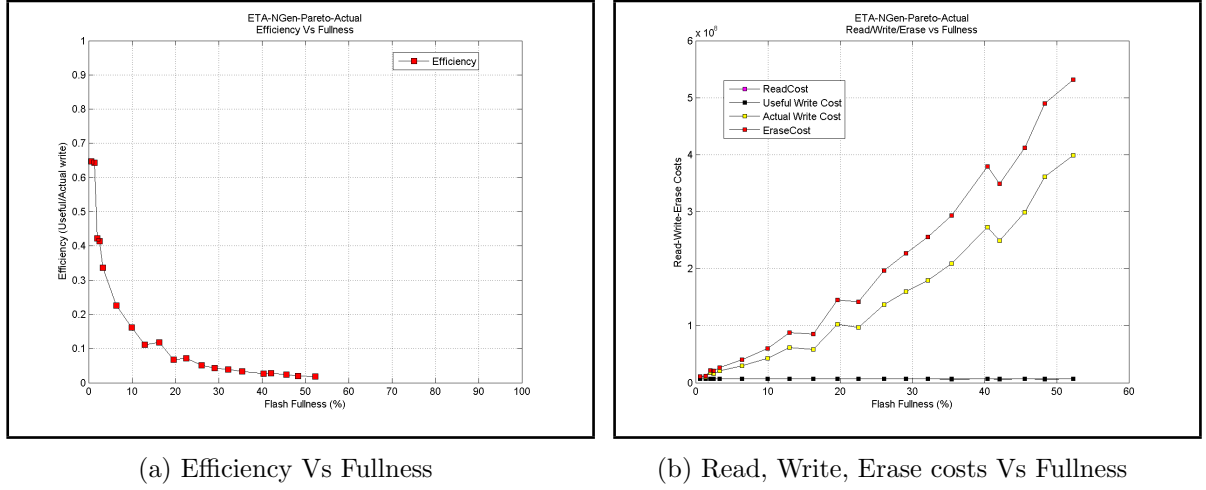 ETA-NGen-Pareto-Actual
Efficiency Vs Fullness
Efficiency
Efficiency (Useful/Actual write)
1
0.9
0.8
0.7
0.6
0.5
0.4
0.3
0.2
0.1
0
0 10 20 30 40 50 60 70 80 90 100
Flash Fullness (%)
(a) Efficiency Vs Fullness
ETA-NGen-Pareto-Actual
Read/Write/Erase vs Fullness
x 10^8
ReadCost
Useful Write Cost
Actual Write Cost
EraseCost
Read-Write-Erase Costs
6
5
4
3
2
1
0
0 10 20 30 40 50 60
Flash Fullness (%)
(b) Read, Write, Erase costs Vs Fullness